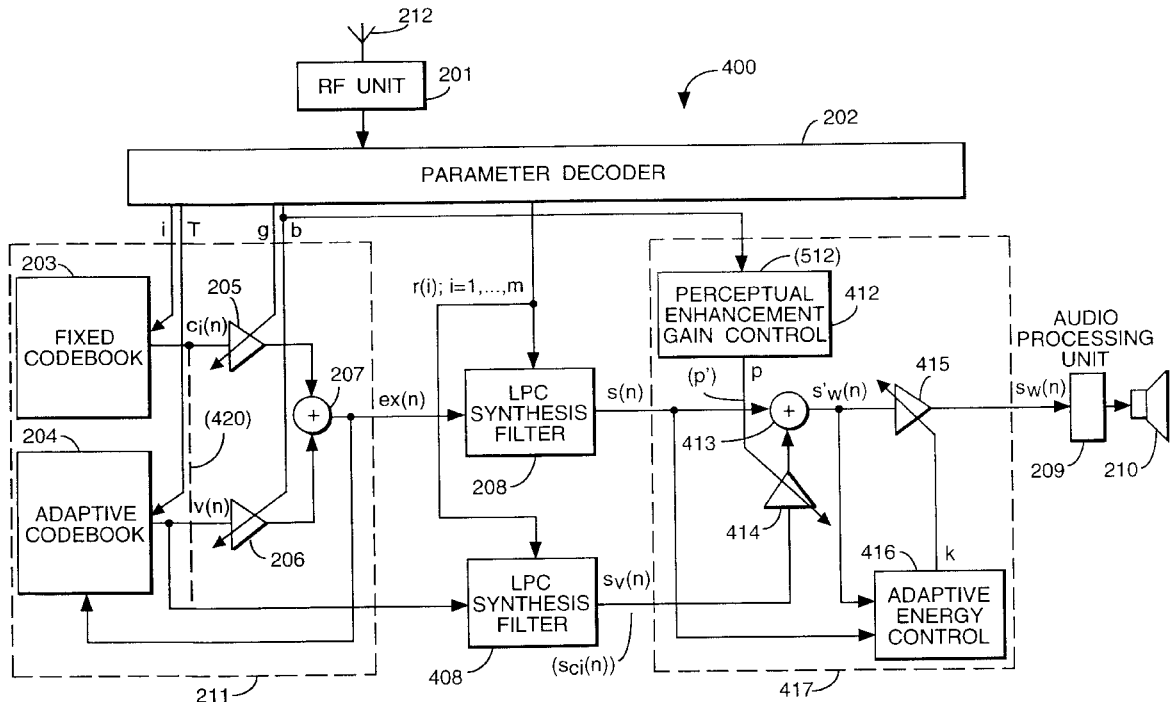 212
RF UNIT
201
400
202
PARAMETER DECODER
i T
g b
203
FIXED
CODEBOOK
205
ci(n)
207
+
ex(n)
(420)
204
ADAPTIVE
CODEBOOK
v(n)
206
211
r(i); i=1,...,m
LPC
SYNTHESIS
FILTER
208
s(n)
LPC
SYNTHESIS
FILTER
408
sv(n)
(sci(n))
(512)
PERCEPTUAL
ENHANCEMENT
GAIN CONTROL
412
(p') p
+
413
s'w(n)
414
415
416
k
ADAPTIVE
ENERGY
CONTROL
417
AUDIO
PROCESSING
UNIT
sw(n)
209
210